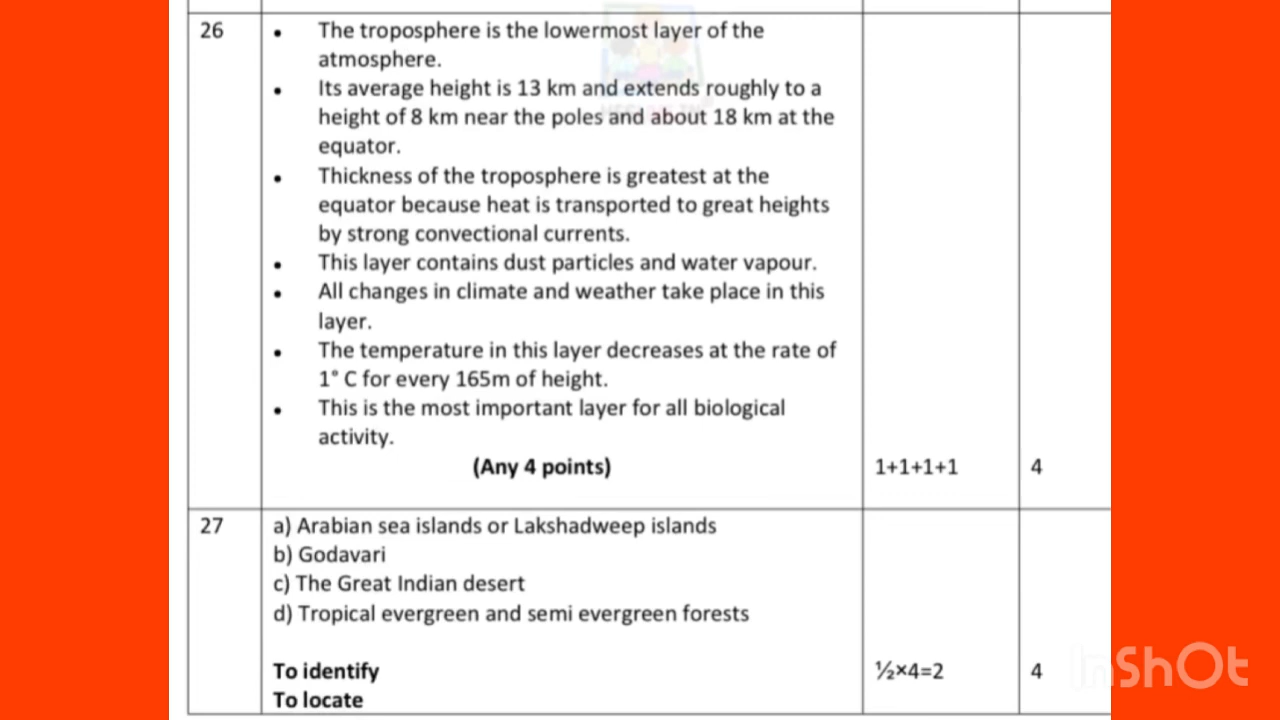 26
• The troposphere is the lowermost layer of the
atmosphere.
• Its average height is 13 km and extends roughly to a
height of 8 km near the poles and about 18 km at the
equator.
• Thickness of the troposphere is greatest at the
equator because heat is transported to great heights
by strong convectional currents.
• This layer contains dust particles and water vapour.
• All changes in climate and weather take place in this
layer.
• The temperature in this layer decreases at the rate of
1° C for every 165m of height.
• This is the most important layer for all biological
activity.
(Any 4 points) 1+1+1+1 4
27
a) Arabian sea islands or Lakshadweep islands
b) Godavari
c) The Great Indian desert
d) Tropical evergreen and semi evergreen forests
To identify ½×4=2 4
To locate
InShOt